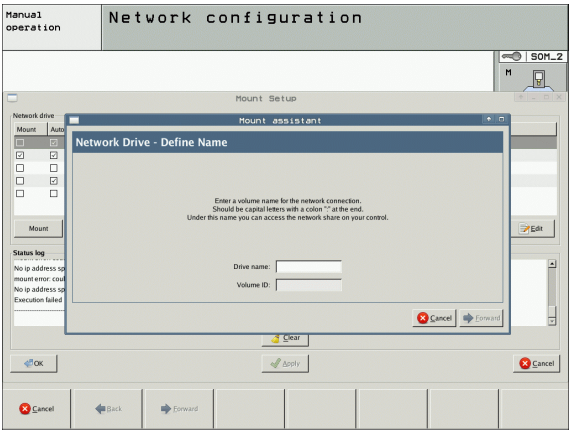 Manual
operation
Network configuration
SOM_2
M
Mount Setup
Network drive
Mount Auto
Mount assistant
Network Drive - Define Name
Enter a volume name for the network connection.
Should be capital letters with a colon ":" at the end.
Under this name you can access the network share on your control.
Drive name:
Volume ID:
Cancel Forward
Mount
Edit
Status log
No ip address sp
mount error: coul
No ip address sp
Execution failed
Clear
OK
Apply
Cancel
Cancel
Back
Forward